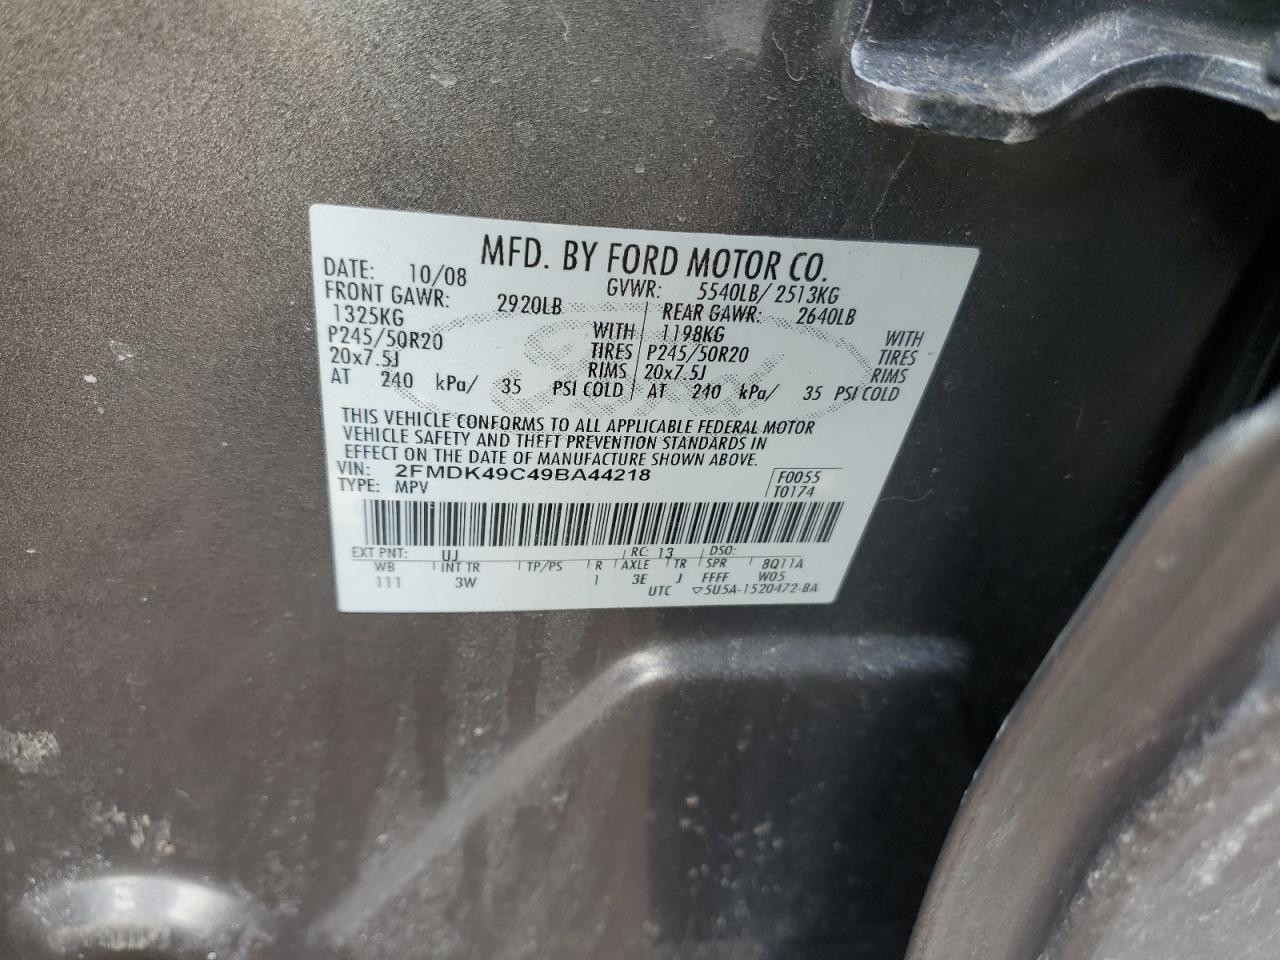 MFD. BY FORD MOTOR CO.
DATE: 10/08 GVWR: 5540LB/ 2513KG
FRONT GAWR: 2920LB REAR GAWR: 2640LB
1325KG WITH 1198KG WITH
P245/50R20 TIRES P245/50R20 TIRES
20x7.5J RIMS 20x7.5J RIMS
AT 240 kPa/ 35 PSI COLD AT 240 kPa/ 35 PSI COLD
THIS VEHICLE CONFORMS TO ALL APPLICABLE FEDERAL MOTOR
VEHICLE SAFETY AND THEFT PREVENTION STANDARDS IN
EFFECT ON THE DATE OF MANUFACTURE SHOWN ABOVE.
VIN: 2FMDK49C49BA44218 F0055
TYPE: MPV T0174
EXT PNT: UJ RC: 13 DSO:
WB INT TR TP/PS R AXLE TR SPR 8Q11A
111 3W 1 3E J FFFF W05
UTC ▽5U5A-1520472-BA